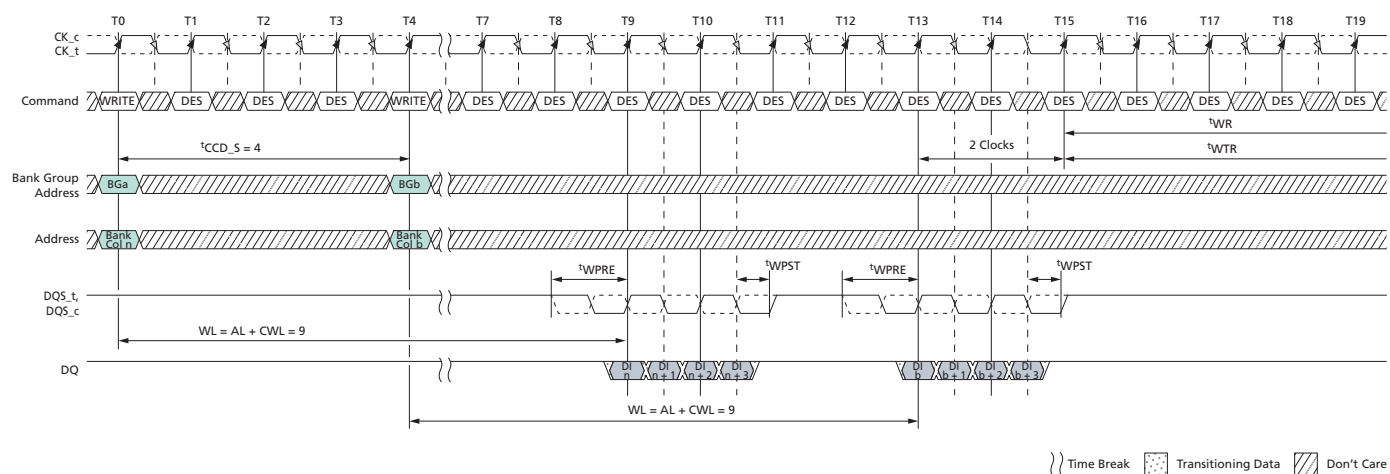 T0 T1 T2 T3 T4 T7 T8 T9 T10 T11 T12 T13 T14 T15 T16 T17 T18 T19
CK_c
CK_t
Command WRITE DES DES DES WRITE DES DES DES DES DES DES DES DES DES DES DES DES DES
tWR
tCCD_S = 4 2 Clocks tWTR
Bank Group
Address BGa BGb
Address Bank
Col n Bank
Col b
tWPRE tWPST tWPRE tWPST
DQS_t,
DQS_c
WL = AL + CWL = 9
DQ DI
n DI
n + 1 DI
n + 2 DI
n + 3 DI
b DI
b + 1 DI
b + 2 DI
b + 3
WL = AL + CWL = 9
Time Break Transitioning Data Don't Care